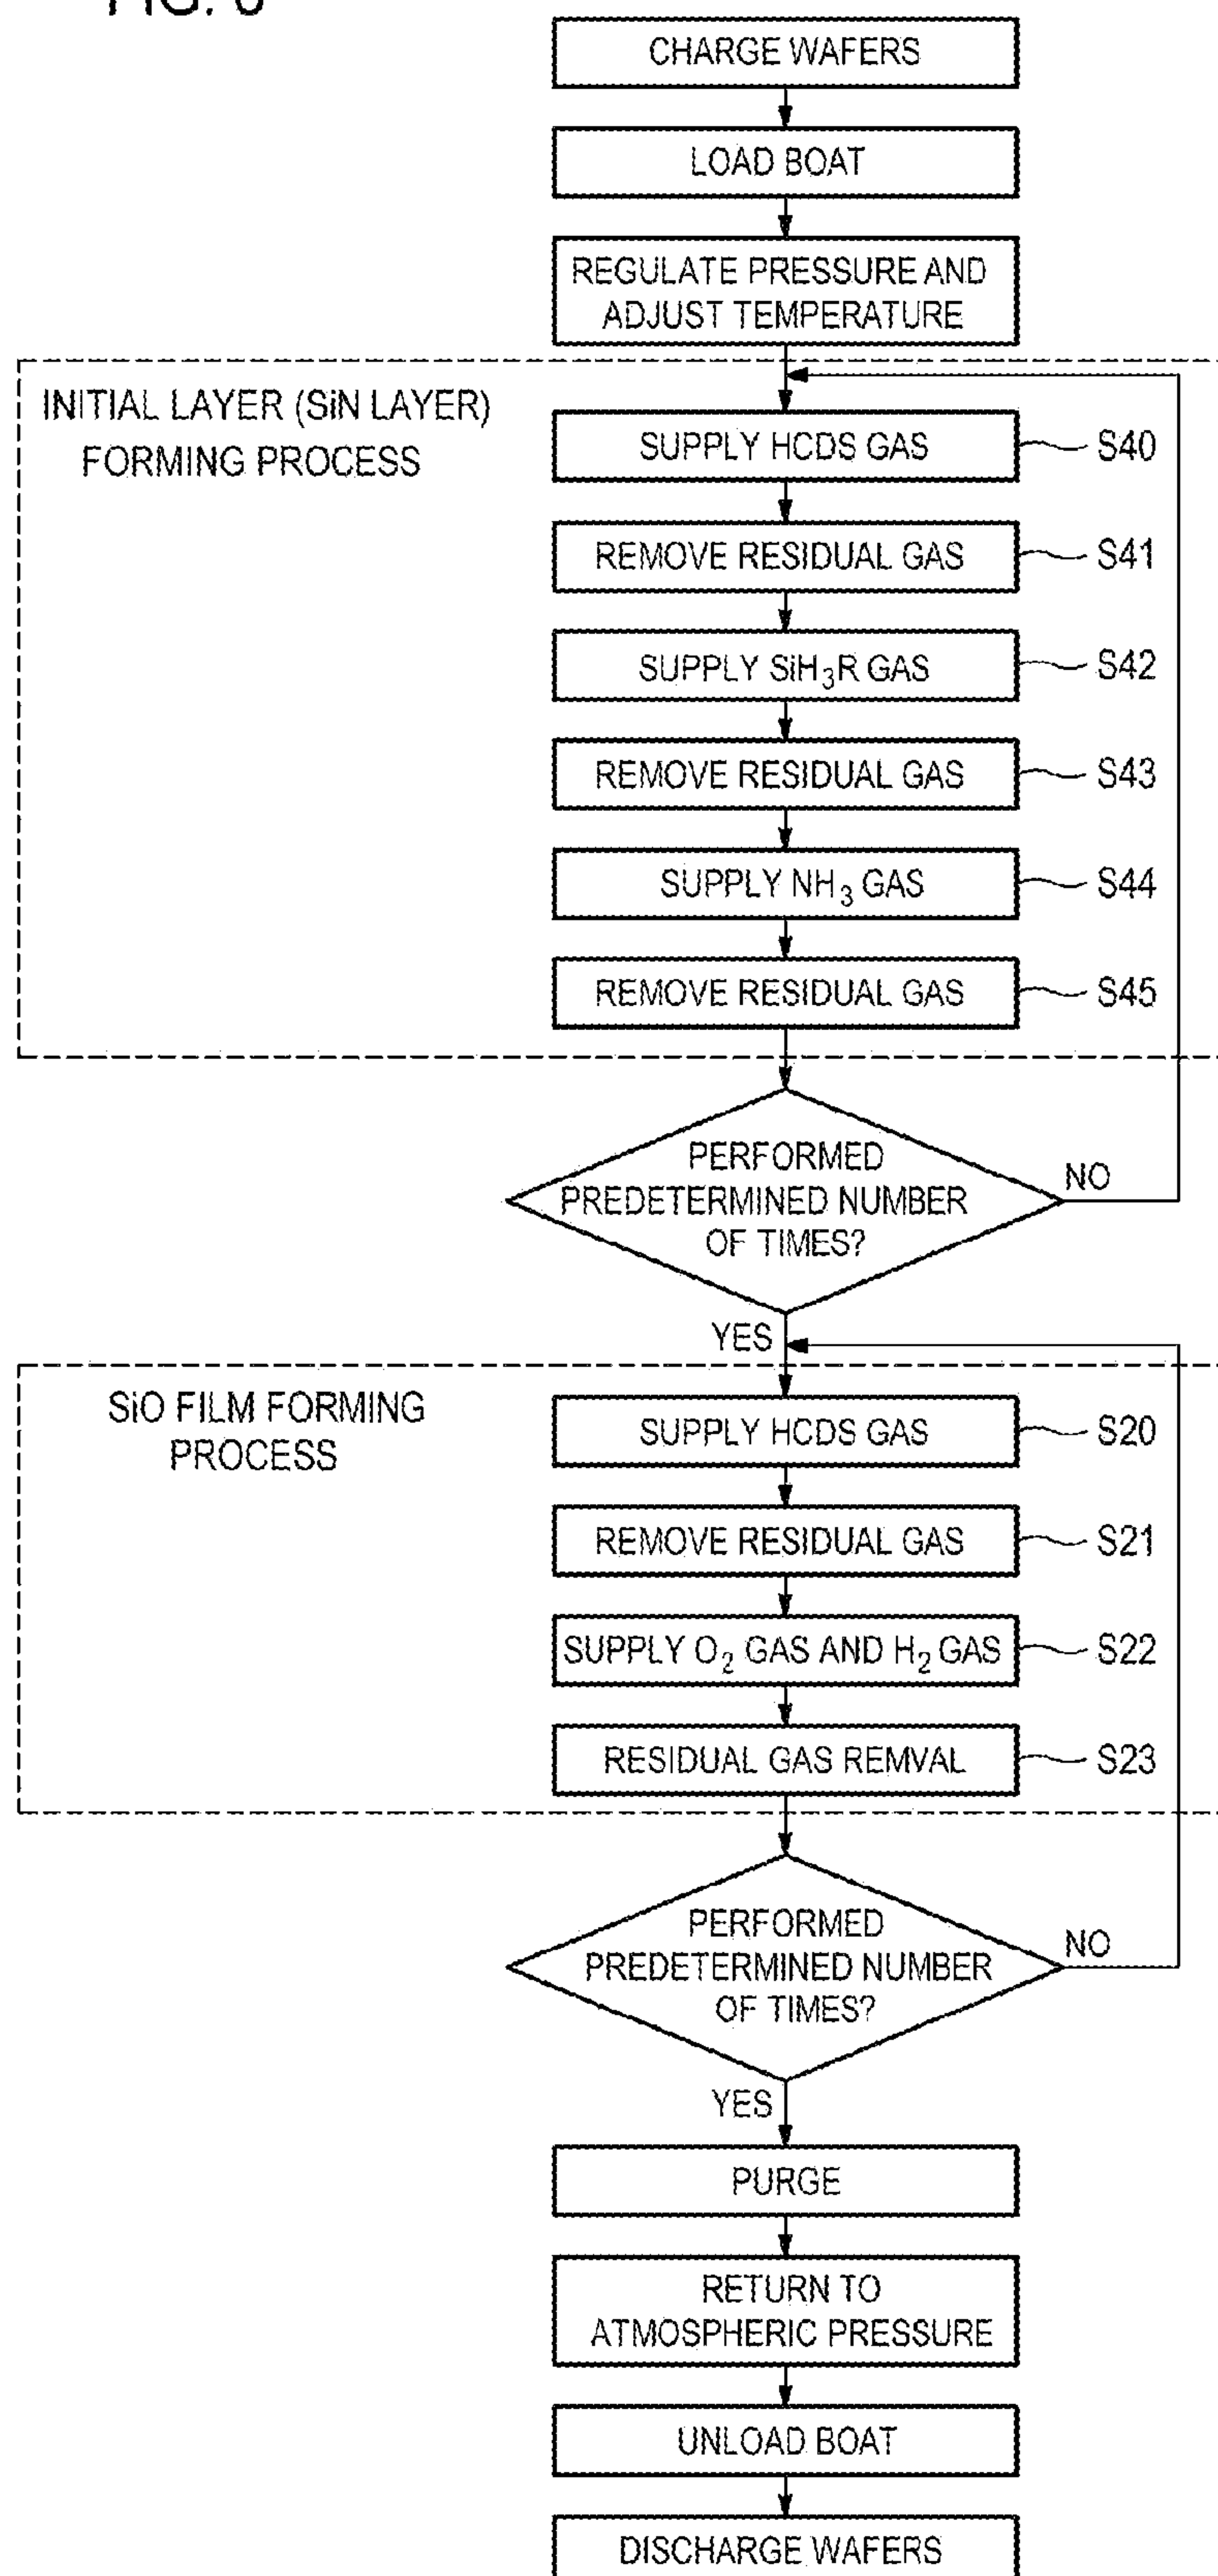 CHARGE WAFERS
LOAD BOAT
REGULATE PRESSURE AND
ADJUST TEMPERATURE
INITIAL LAYER (SiN LAYER)
FORMING PROCESS
SUPPLY HCDS GAS S40
REMOVE RESIDUAL GAS S41
SUPPLY SiH₃R GAS S42
REMOVE RESIDUAL GAS S43
SUPPLY NH₃ GAS S44
REMOVE RESIDUAL GAS S45
PERFORMED
PREDETERMINED NUMBER
OF TIMES?
NO
YES
SiO FILM FORMING
PROCESS
SUPPLY HCDS GAS S20
REMOVE RESIDUAL GAS S21
SUPPLY O₂ GAS AND H₂ GAS S22
RESIDUAL GAS REMVAL S23
PERFORMED
PREDETERMINED NUMBER
OF TIMES?
NO
YES
PURGE
RETURN TO
ATMOSPHERIC PRESSURE
UNLOAD BOAT
DISCHARGE WAFERS